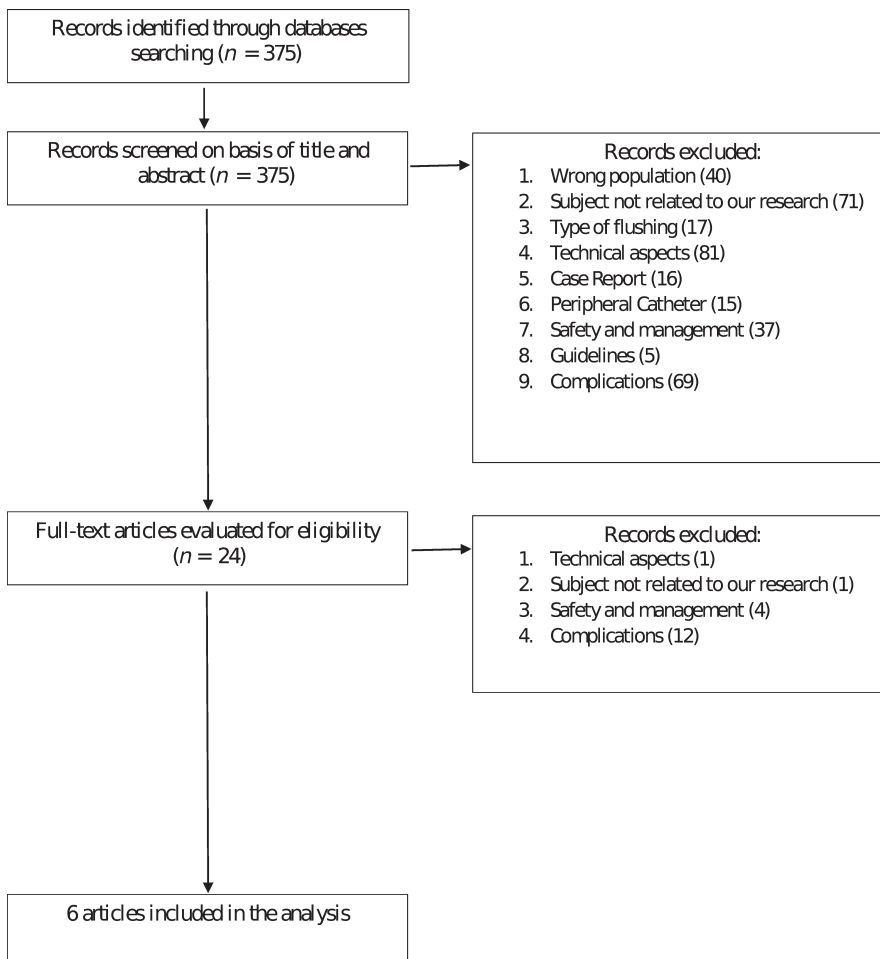 Records identified through databases
searching (n = 375)
Records screened on basis of title and
abstract (n = 375)
Records excluded:
1. Wrong population (40)
2. Subject not related to our research (71)
3. Type of flushing (17)
4. Technical aspects (81)
5. Case Report (16)
6. Peripheral Catheter (15)
7. Safety and management (37)
8. Guidelines (5)
9. Complications (69)
Full-text articles evaluated for eligibility
(n = 24)
Records excluded:
1. Technical aspects (1)
2. Subject not related to our research (1)
3. Safety and management (4)
4. Complications (12)
6 articles included in the analysis